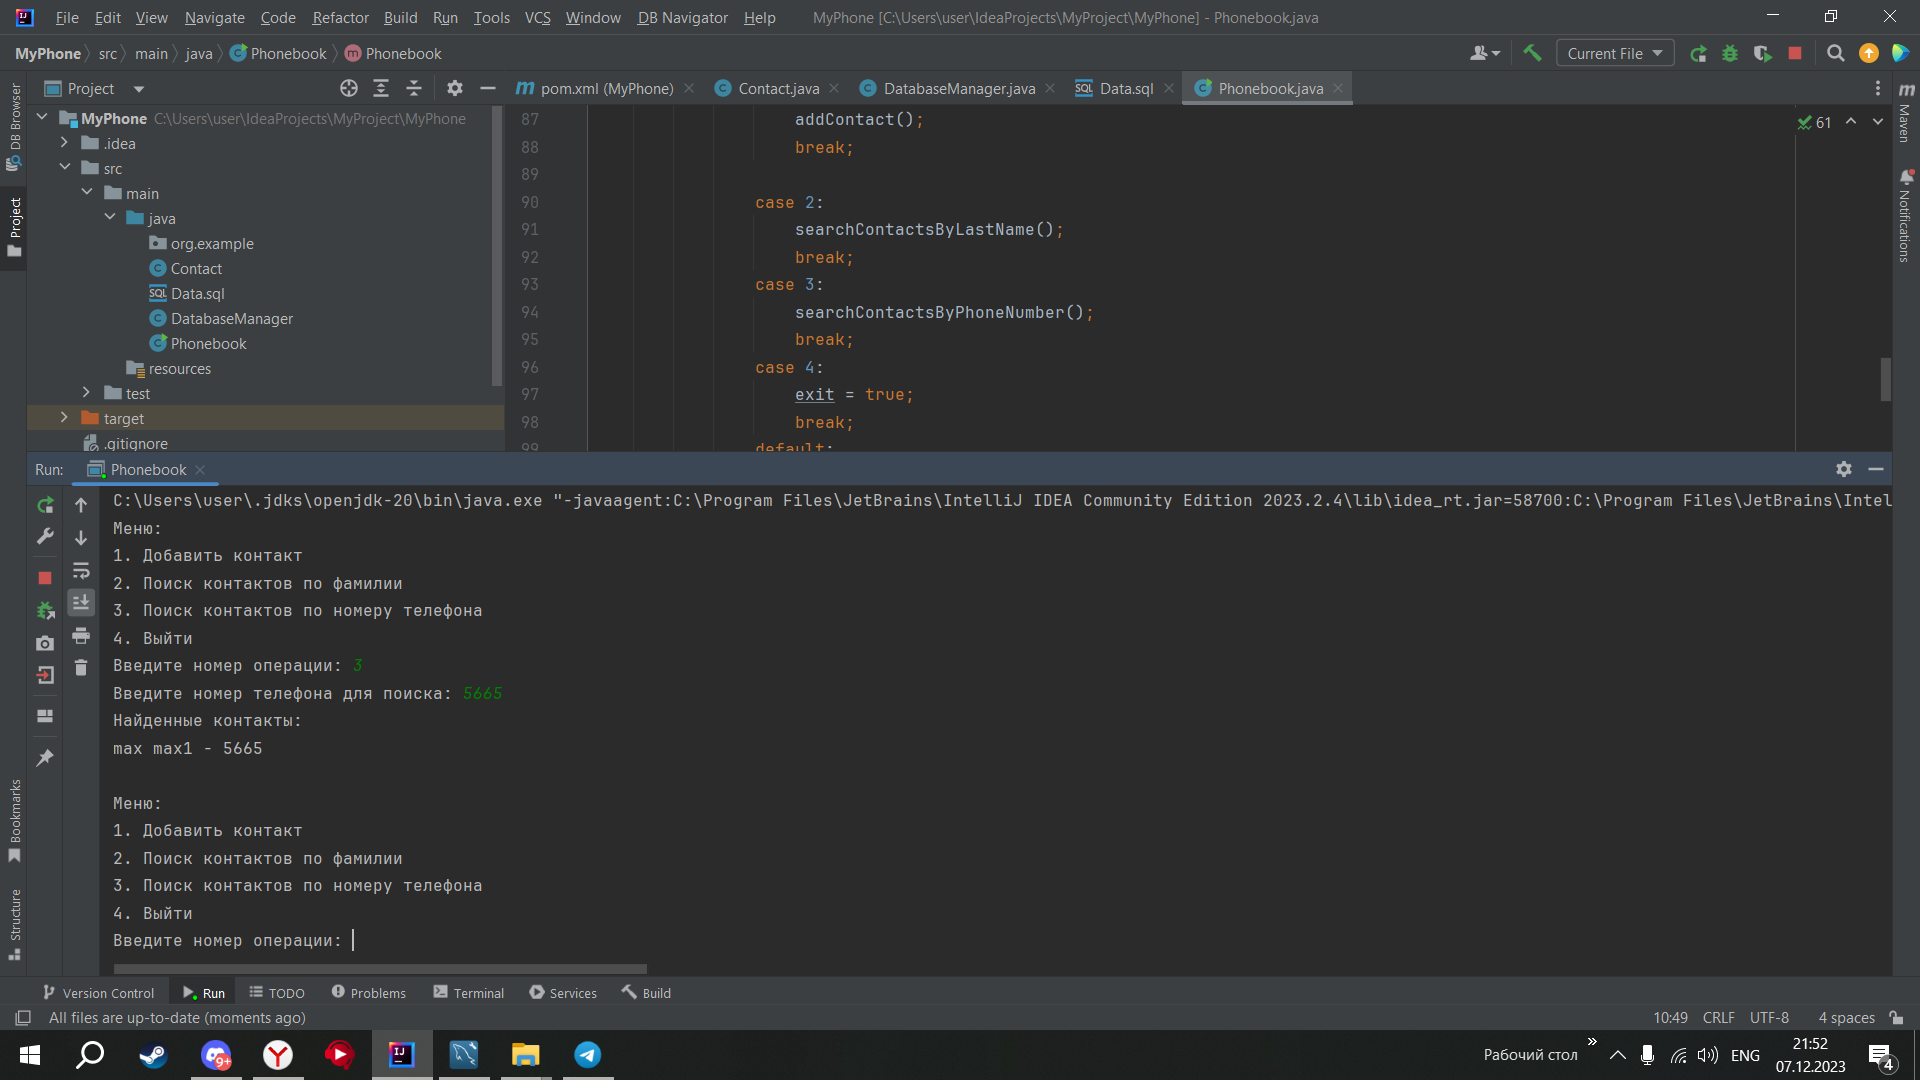 File Edit View Navigate Code Refactor Build Run Tools VCS Window DB Navigator Help MyPhone [C:\Users\user\IdeaProjects\MyProject\MyPhone] - Phonebook.java
MyPhone src main java Phonebook m Phonebook Current File
Project
m pom.xml (MyPhone) C Contact.java C DatabaseManager.java SQL Data.sql C Phonebook.java
MyPhone C:\Users\user\IdeaProjects\MyProject\MyPhone
.idea
src
main
java
org.example
C Contact
SQL Data.sql
C DatabaseManager
C Phonebook
resources
test
target
.gitignore
DB Browser
Project
Bookmarks
Structure
m Maven
Notifications
61
87 addContact();
88 break;
89
90 case 2:
91 searchContactsByLastName();
92 break;
93 case 3:
94 searchContactsByPhoneNumber();
95 break;
96 case 4:
97 exit = true;
98 break;
99 default:
Run: Phonebook
C:\Users\user\.jdks\openjdk-20\bin\java.exe "-javaagent:C:\Program Files\JetBrains\IntelliJ IDEA Community Edition 2023.2.4\lib\idea_rt.jar=58700:C:\Program Files\JetBrains\Intel
Меню:
1. Добавить контакт
2. Поиск контактов по фамилии
3. Поиск контактов по номеру телефона
4. Выйти
Введите номер операции: 3
Введите номер телефона для поиска: 5665
Найденные контакты:
max max1 - 5665
Меню:
1. Добавить контакт
2. Поиск контактов по фамилии
3. Поиск контактов по номеру телефона
4. Выйти
Введите номер операции:
Version Control Run TODO Problems Terminal Services Build
All files are up-to-date (moments ago) 10:49 CRLF UTF-8 4 spaces
9+ Y IJ Рабочий стол » ENG 21:52
07.12.2023 4